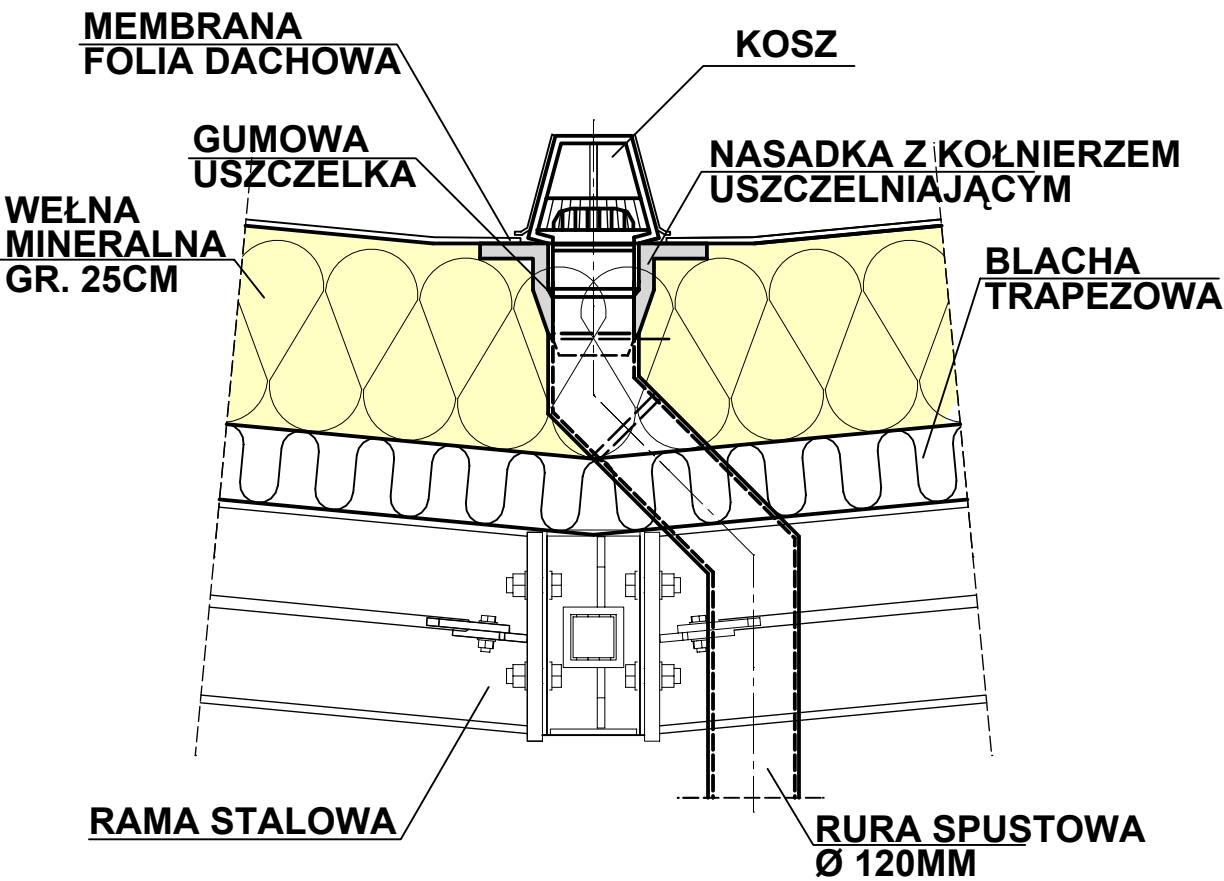 MEMBRANA
FOLIA DACHOWA
KOSZ
GUMOWA
USZCZELKA
NASADKA Z KOŁNIERZEM
USZCZELNIAJĄCYM
WEŁNA
MINERALNA
GR. 25CM
BLACHA
TRAPEZOWA
RAMA STALOWA
RURA SPUSTOWA
Ø 120MM